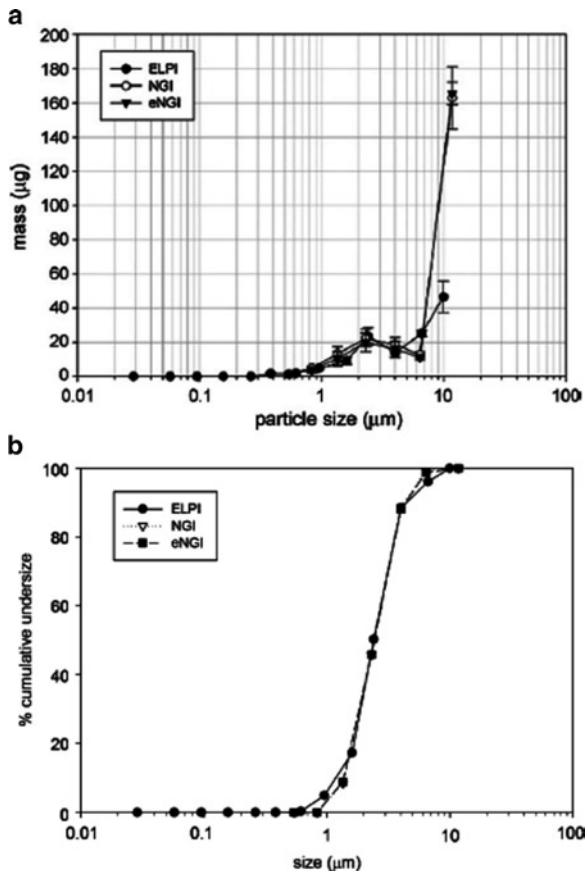 a
ELPI
NGI
eNGI
mass (μg)
180
160
140
120
100
80
60
40
20
0
0.01
0.1
1
10
100
particle size (μm)
b
ELPI
NGI
eNGI
% cumulative undersize
100
80
60
40
20
0
0.01
0.1
1
10
100
size (μm)